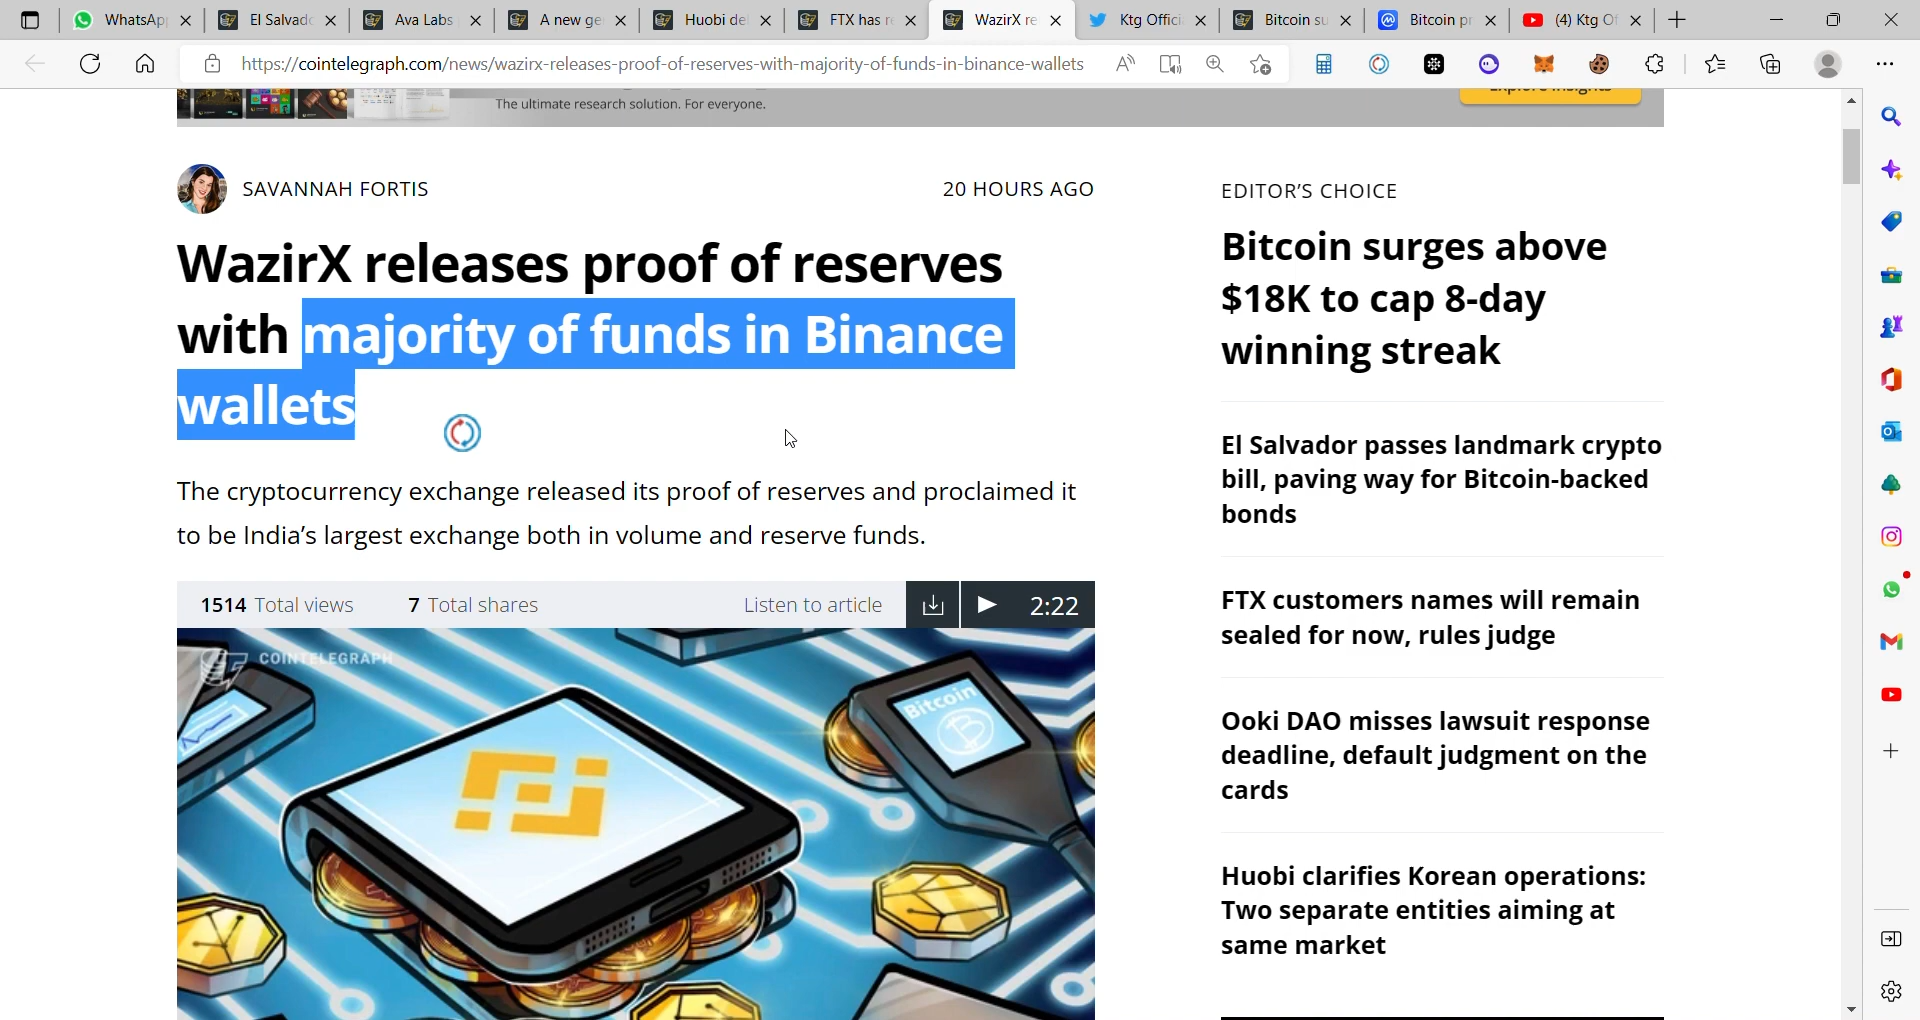 WhatsAp
El Salvad
Ava Labs
A new ge
Huobi de
FTX has r
WazirX re
Ktg Offici
Bitcoin su
Bitcoin pr
(4) Ktg Of
https://cointelegraph.com/news/wazirx-releases-proof-of-reserves-with-majority-of-funds-in-binance-wallets
The ultimate research solution. For everyone.
Explore Insights
SAVANNAH FORTIS
20 HOURS AGO
WazirX releases proof of reserves
with majority of funds in Binance
wallets
The cryptocurrency exchange released its proof of reserves and proclaimed it
to be India’s largest exchange both in volume and reserve funds.
1514 Total views
7 Total shares
Listen to article
2:22
COINTELEGRAPH
Bitcoin
EDITOR’S CHOICE
Bitcoin surges above
$18K to cap 8-day
winning streak
El Salvador passes landmark crypto
bill, paving way for Bitcoin-backed
bonds
FTX customers names will remain
sealed for now, rules judge
Ooki DAO misses lawsuit response
deadline, default judgment on the
cards
Huobi clarifies Korean operations:
Two separate entities aiming at
same market